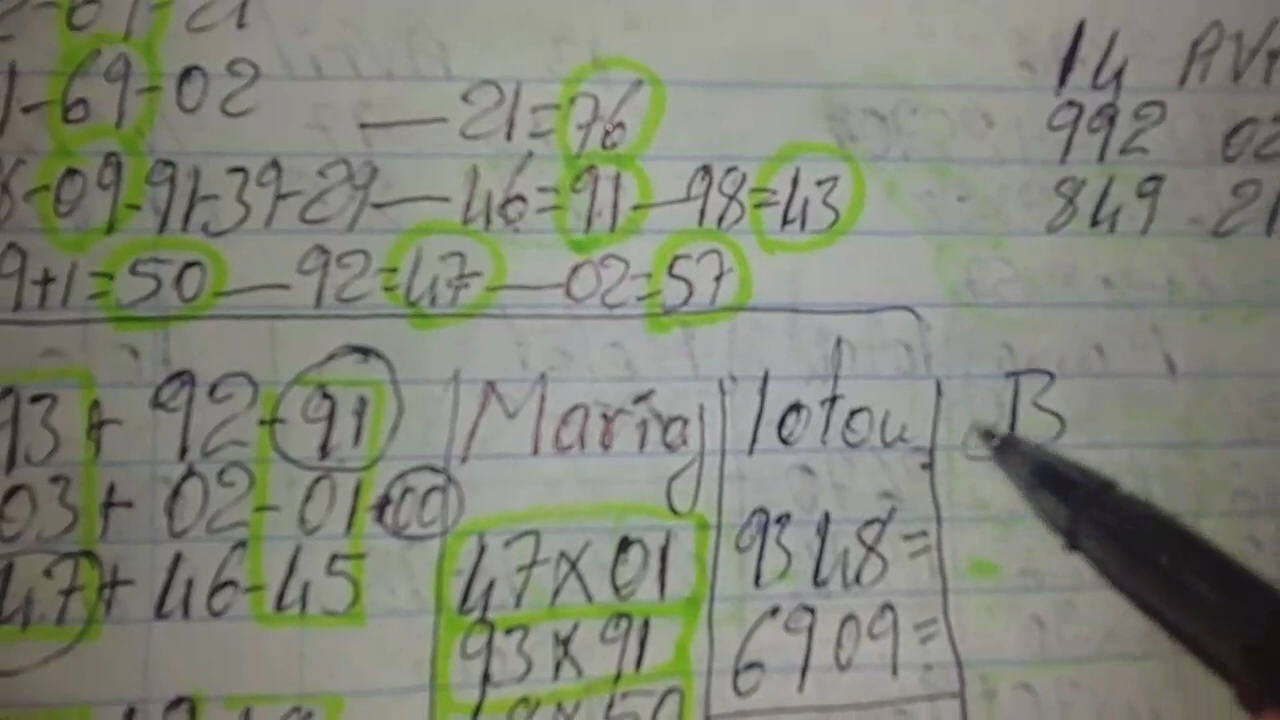 -69-02
—21=76
14
992 02
-09-91+39+29—46=91—98=43
849 21
9+1=50—92=47—02=57
93+ 92-91 Mariaj lotou B
03+ 02-01+00
47+ 46-45 47x01 9348=
93x91 6909=